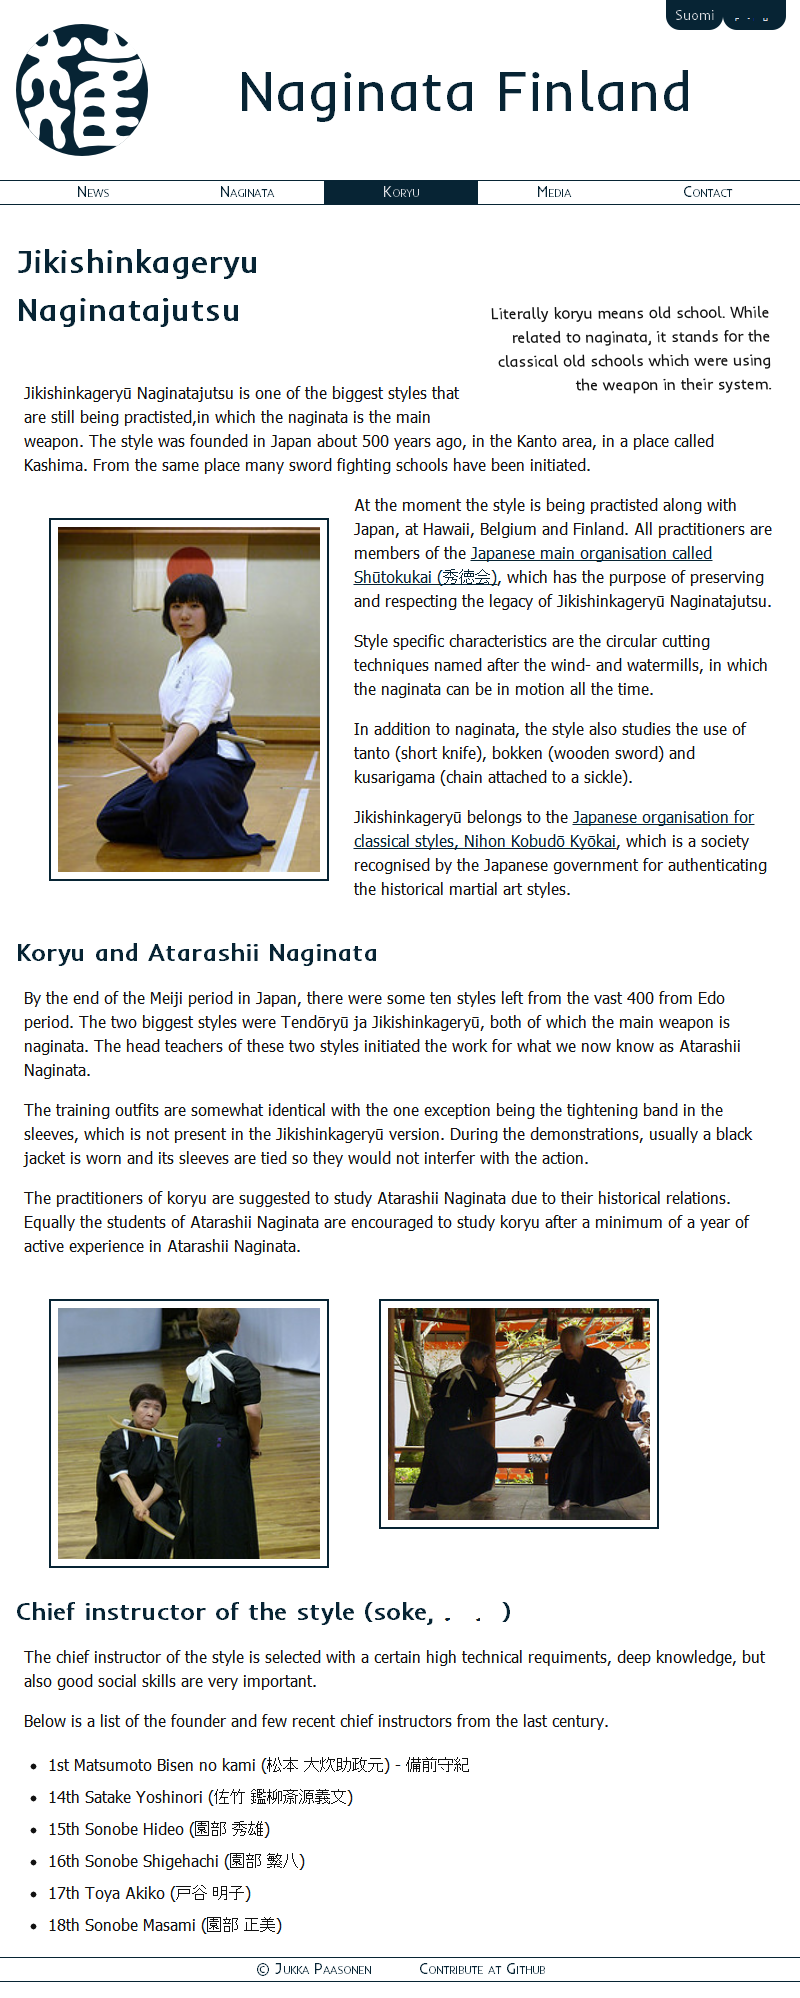 Suomi
Naginata Finland
News Naginata Koryu Media Contact
Jikishinkageryu
Naginatajutsu
Literally koryu means old school. While
related to naginata, it stands for the
classical old schools which were using
the weapon in their system.
Jikishinkageryū Naginatajutsu is one of the biggest styles that
are still being practisted,in which the naginata is the main
weapon. The style was founded in Japan about 500 years ago, in the Kanto area, in a place called
Kashima. From the same place many sword fighting schools have been initiated.
At the moment the style is being practisted along with
Japan, at Hawaii, Belgium and Finland. All practitioners are
members of the Japanese main organisation called
Shūtokukai (秀徳会), which has the purpose of preserving
and respecting the legacy of Jikishinkageryū Naginatajutsu.
Style specific characteristics are the circular cutting
techniques named after the wind- and watermills, in which
the naginata can be in motion all the time.
In addition to naginata, the style also studies the use of
tanto (short knife), bokken (wooden sword) and
kusarigama (chain attached to a sickle).
Jikishinkageryū belongs to the Japanese organisation for
classical styles, Nihon Kobudō Kyōkai, which is a society
recognised by the Japanese government for authenticating
the historical martial art styles.
Koryu and Atarashii Naginata
By the end of the Meiji period in Japan, there were some ten styles left from the vast 400 from Edo
period. The two biggest styles were Tendōryū ja Jikishinkageryū, both of which the main weapon is
naginata. The head teachers of these two styles initiated the work for what we now know as Atarashii
Naginata.
The training outfits are somewhat identical with the one exception being the tightening band in the
sleeves, which is not present in the Jikishinkageryū version. During the demonstrations, usually a black
jacket is worn and its sleeves are tied so they would not interfer with the action.
The practitioners of koryu are suggested to study Atarashii Naginata due to their historical relations.
Equally the students of Atarashii Naginata are encouraged to study koryu after a minimum of a year of
active experience in Atarashii Naginata.
Chief instructor of the style (soke, )
The chief instructor of the style is selected with a certain high technical requiments, deep knowledge, but
also good social skills are very important.
Below is a list of the founder and few recent chief instructors from the last century.
• 1st Matsumoto Bisen no kami (松本 大炊助政元) - 備前守紀
• 14th Satake Yoshinori (佐竹 鑑柳斎源義文)
• 15th Sonobe Hideo (園部 秀雄)
• 16th Sonobe Shigehachi (園部 繁八)
• 17th Toya Akiko (戸谷 明子)
• 18th Sonobe Masami (園部 正美)
© Jukka Paasonen Contribute at Github